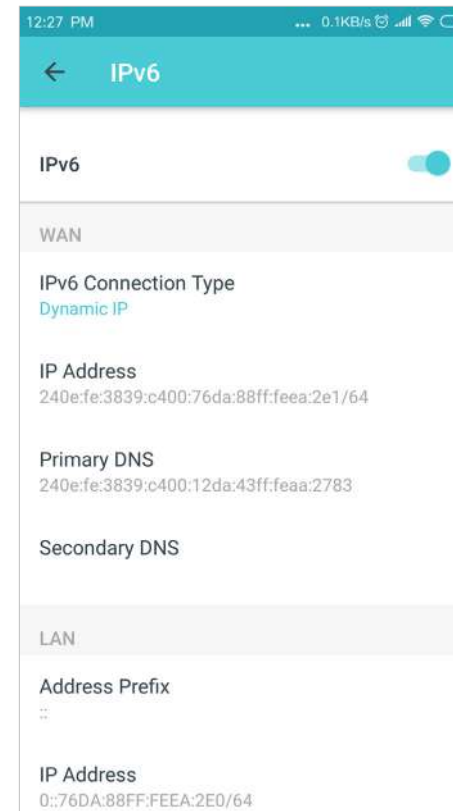 12:27 PM ... 0.1KB/s
IPv6
IPv6
WAN
IPv6 Connection Type
Dynamic IP
IP Address
240e:fe:3839:c400:76da:88ff:feea:2e1/64
Primary DNS
240e:fe:3839:c400:12da:43ff:feaa:2783
Secondary DNS
LAN
Address Prefix
::
IP Address
0::76DA:88FF:FEEA:2E0/64